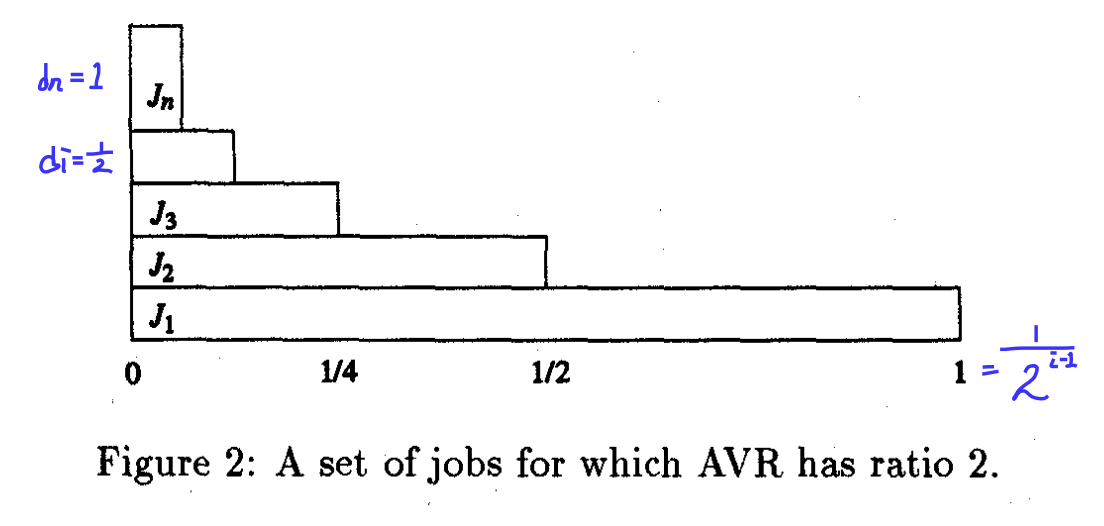 dn = 1
Jn
di = 1/2
J3
J2
J1
0 1/4 1/2 1 = 1/2^{i-1}
Figure 2: A set of jobs for which AVR has ratio 2.